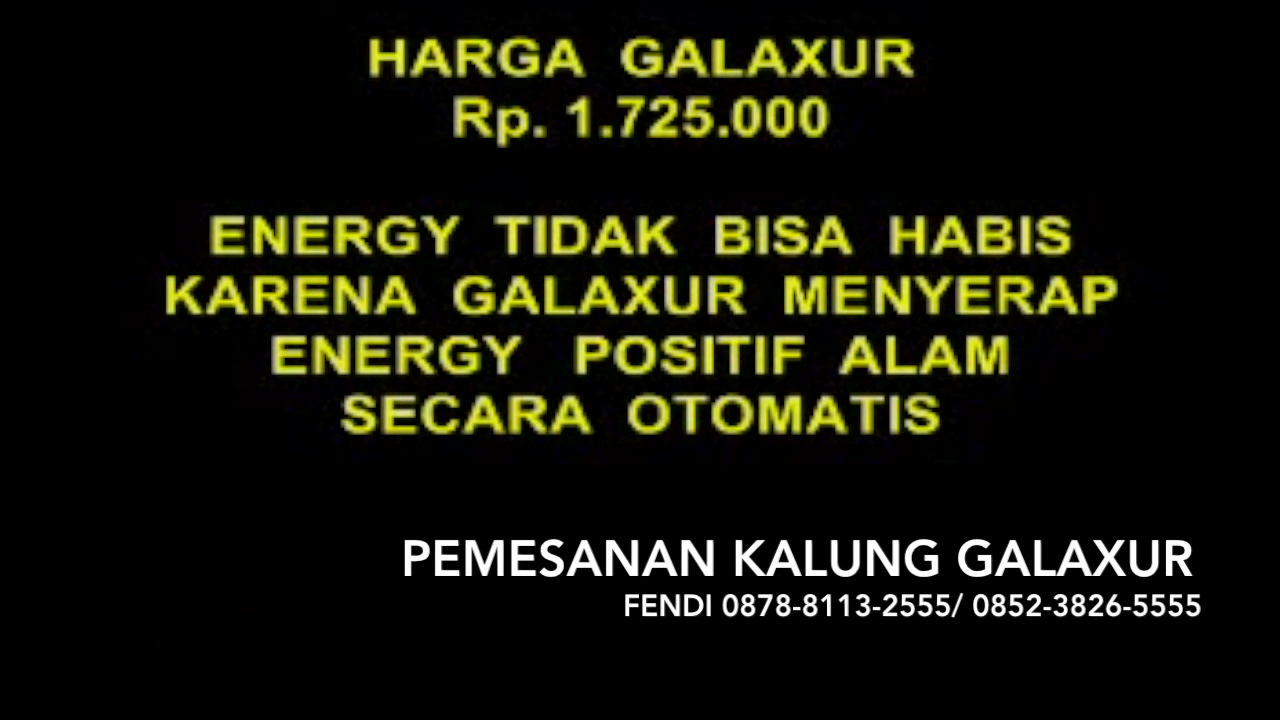 HARGA GALAXUR
Rp. 1.725.000
ENERGY TIDAK BISA HABIS
KARENA GALAXUR MENYERAP
ENERGY POSITIF ALAM
SECARA OTOMATIS
PEMESANAN KALUNG GALAXUR
FENDI 0878-8113-2555/ 0852-3826-5555